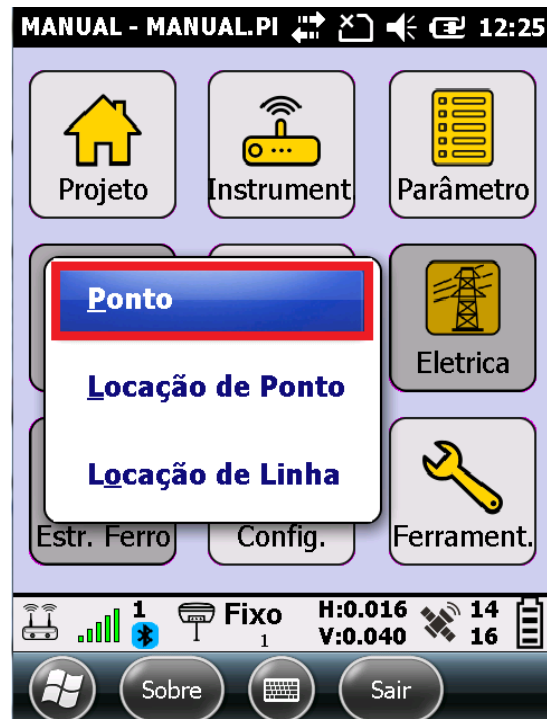 MANUAL - MANUAL.PI 12:25
Projeto
Instrument
Parâmetro
Ponto
Locação de Ponto
Locação de Linha
Eletrica
Estr. Ferro
Config.
Ferrament.
1
Fixo
1
H:0.016
V:0.040
14
16
Sobre
Sair